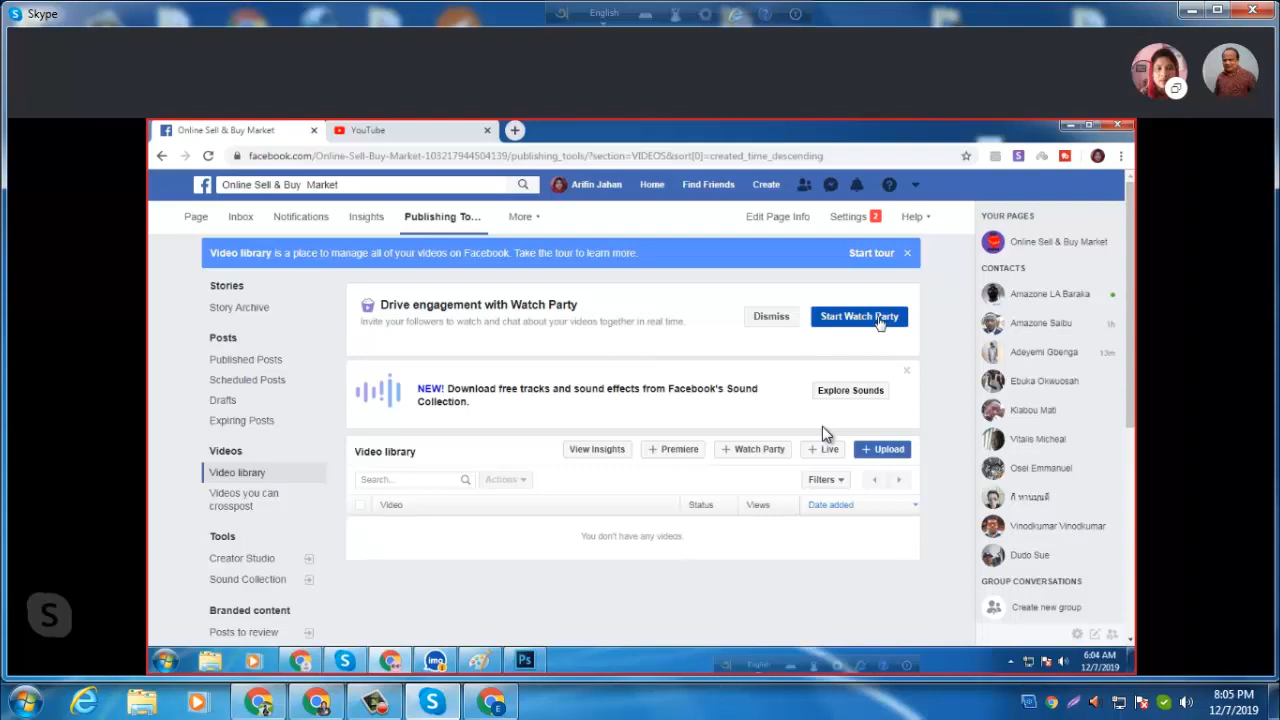 Skype
English
Online Sell & Buy Market
YouTube
facebook.com/Online-Sell-Buy-Market-103217944504139/publishing_tools/?section=VIDEOS&sort[0]=created_time_descending
Online Sell & Buy Market
Arifin Jahan
Home
Find Friends
Create
Page
Inbox
Notifications
Insights
Publishing To...
More
Edit Page Info
Settings 2
Help
Video library is a place to manage all of your videos on Facebook. Take the tour to learn more.
Start tour
Stories
Story Archive
Posts
Published Posts
Scheduled Posts
Drafts
Expiring Posts
Videos
Video library
Videos you can
crosspost
Tools
Creator Studio
Sound Collection
Branded content
Posts to review
Drive engagement with Watch Party
Invite your followers to watch and chat about your videos together in real time.
Dismiss
Start Watch Party
NEW! Download free tracks and sound effects from Facebook's Sound
Collection.
Explore Sounds
Video library
View Insights
+ Premiere
+ Watch Party
+ Live
+ Upload
Search...
Actions
Filters
Video
Status
Views
Date added
You don't have any videos.
YOUR PAGES
Online Sell & Buy Market
CONTACTS
Amazone LA Baraka
Amazone Saibu
1h
Adeyemi Gbenga
13m
Ebuka Okwuosah
Kiabou Mati
Vitalis Micheal
Osei Emmanuel
Vinodkumar Vinodkumar
Dudo Sue
GROUP CONVERSATIONS
Create new group
S
imo
Ps
English
6:04 AM
12/7/2019
8:05 PM
12/7/2019